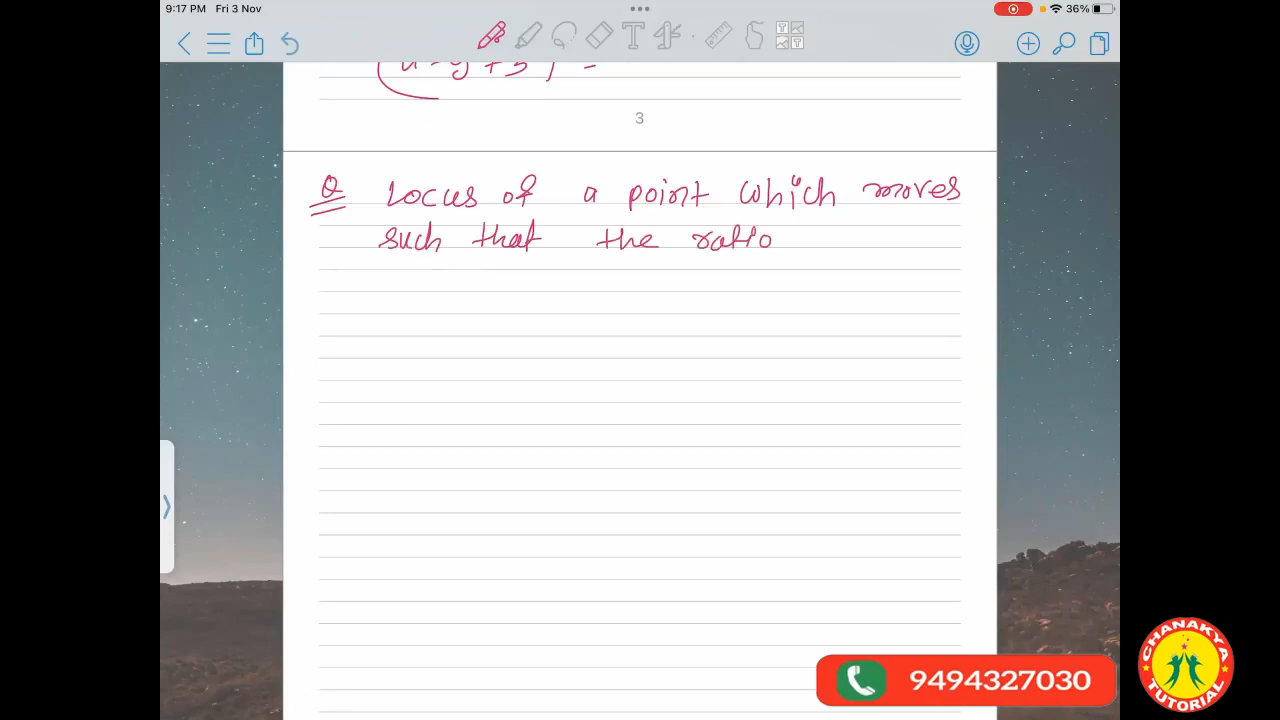 9:17 PM Fri 3 Nov
36%
3
Q Locus of a point which moves
such that the ratio
9494327030
CHANAKYA
TUTORIAL